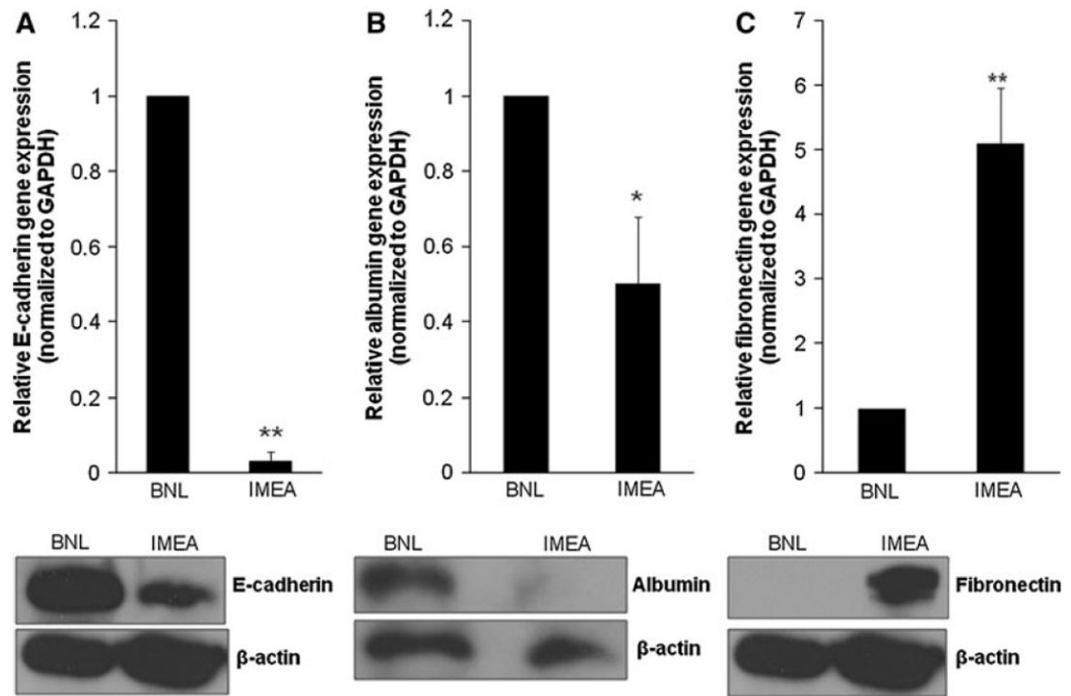 A
Relative E-cadherin gene expression
(normalized to GAPDH)
1.2
1
0.8
0.6
0.4
0.2
0
**
BNL IMEA
B
Relative albumin gene expression
(normalized to GAPDH)
1.2
1
0.8
0.6
0.4
0.2
0
*
BNL IMEA
C
Relative fibronectin gene expression
(normalized to GAPDH)
7
6
5
4
3
2
1
0
**
BNL IMEA
BNL IMEA
E-cadherin
β-actin
BNL IMEA
Albumin
β-actin
BNL IMEA
Fibronectin
β-actin